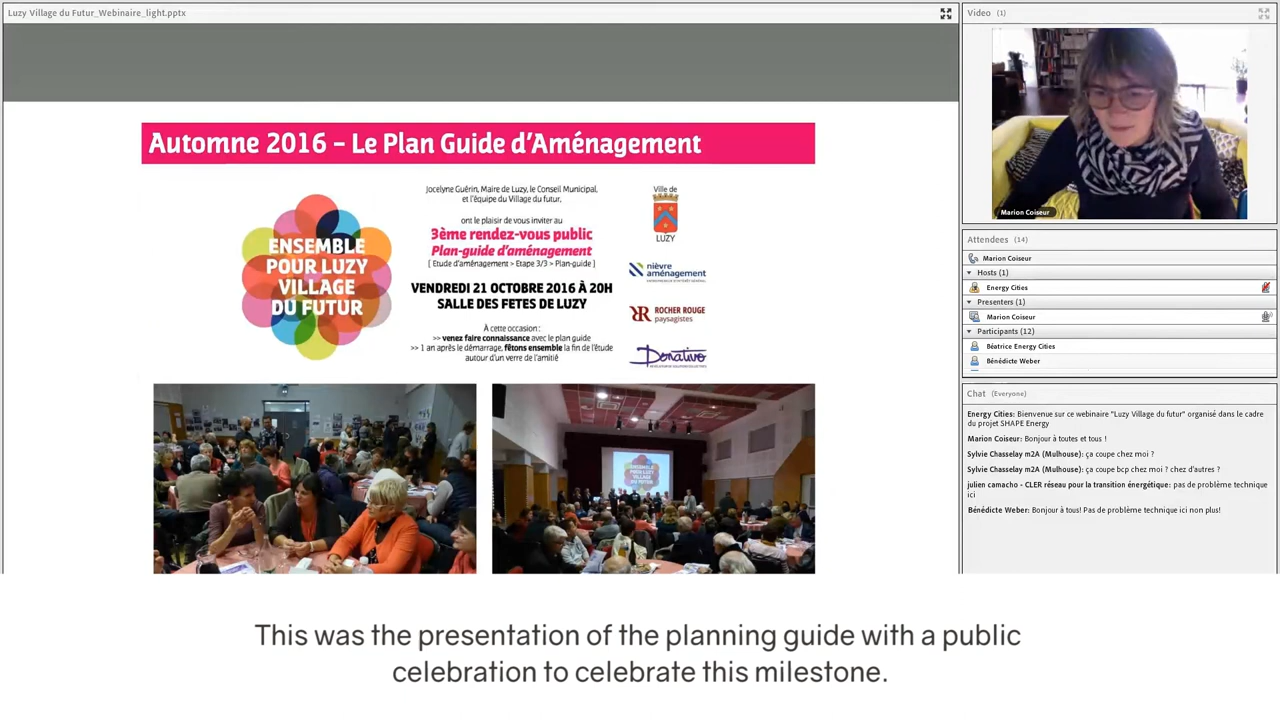 Luzy Village du Futur_Webinaire_light.pptx
Automne 2016 – Le Plan Guide d'Aménagement
ENSEMBLE
POUR LUZY
VILLAGE
DU FUTUR
Jocelyne Guérin, Maire de Luzy, le Conseil Municipal,
et l'équipe du Village du futur,
ont le plaisir de vous inviter au
3ème rendez-vous public
Plan-guide d'aménagement
[ Etude d'aménagement > Etape 3/3 > Plan-guide ]
VENDREDI 21 OCTOBRE 2016 À 20H
SALLE DES FETES DE LUZY
À cette occasion :
>> venez faire connaissance avec le plan guide
>> 1 an après le démarrage, fêtons ensemble la fin de l'étude
autour d'un verre de l'amitié
Ville de
LUZY
nièvre
aménagement
ROCHER ROUGE
paysagistes
Donativo
ENSEMBLE
POUR LUZY
VILLAGE
DU FUTUR
Video (1)
Marion Coiseur
Attendees (14)
Marion Coiseur
Hosts (1)
Energy Cities
Presenters (1)
Marion Coiseur
Participants (12)
Béatrice Energy Cities
Bénédicte Weber
Chat (Everyone)
Energy Cities: Bienvenue sur ce webinaire "Luzy Village du futur" organisé dans le cadre
du projet SHAPE Energy
Marion Coiseur: Bonjour à toutes et tous !
Sylvie Chasselay m2A (Mulhouse): ça coupe chez moi ?
Sylvie Chasselay m2A (Mulhouse): ça coupe bcp chez moi ? chez d'autres ?
julien camacho - CLER réseau pour la transition énergétique: pas de problème technique
ici
Bénédicte Weber: Bonjour à tous! Pas de problème technique ici non plus!
This was the presentation of the planning guide with a public
celebration to celebrate this milestone.